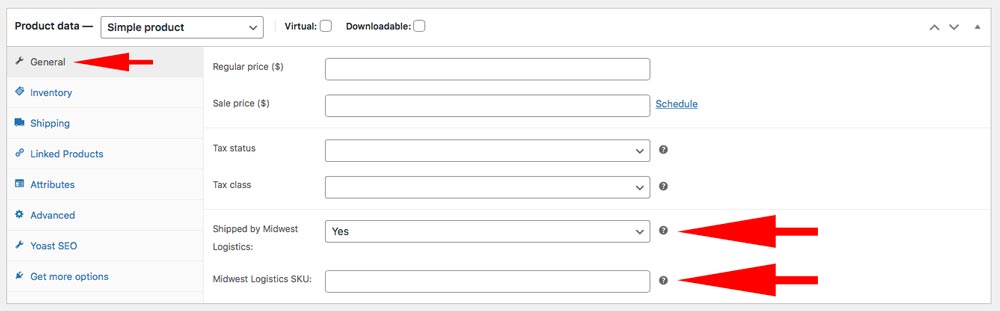 Product data — Simple product Virtual: Downloadable:
General
Inventory
Shipping
Linked Products
Attributes
Advanced
Yoast SEO
Get more options
Regular price ($)
Sale price ($) Schedule
Tax status
Tax class
Shipped by Midwest Yes
Logistics:
Midwest Logistics SKU: